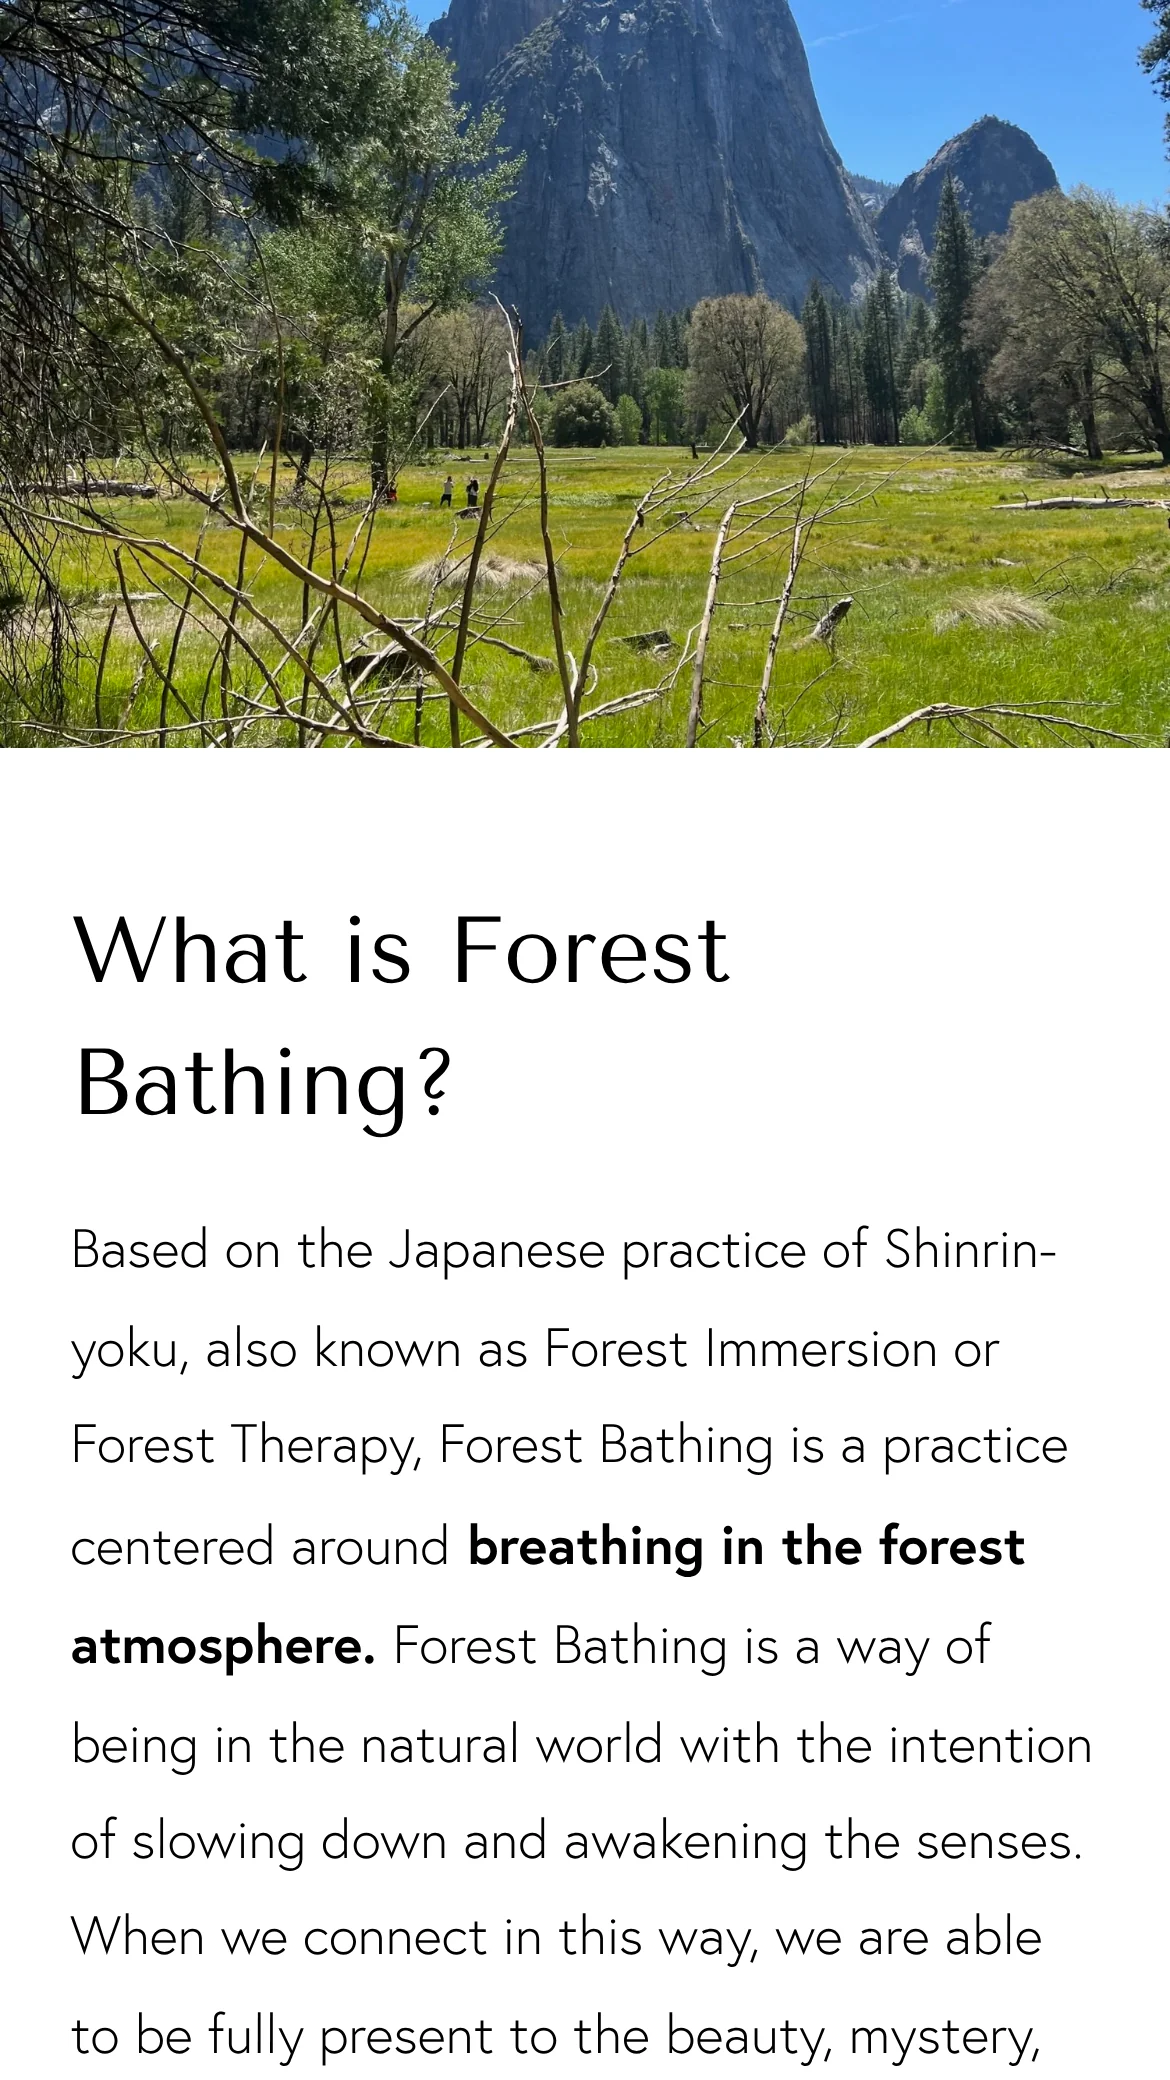 What is Forest
Bathing?
Based on the Japanese practice of Shinrin-
yoku, also known as Forest Immersion or
Forest Therapy, Forest Bathing is a practice
centered around breathing in the forest
atmosphere. Forest Bathing is a way of
being in the natural world with the intention
of slowing down and awakening the senses.
When we connect in this way, we are able
to be fully present to the beauty, mystery,